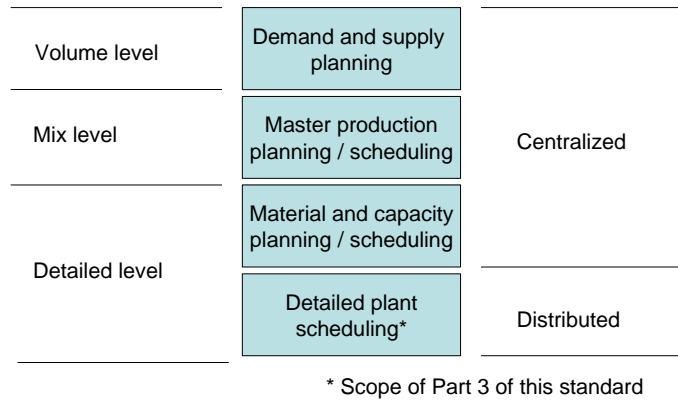 Volume level
Demand and supply
planning
Mix level
Master production
planning / scheduling
Centralized
Material and capacity
planning / scheduling
Detailed level
Detailed plant
scheduling*
Distributed
* Scope of Part 3 of this standard